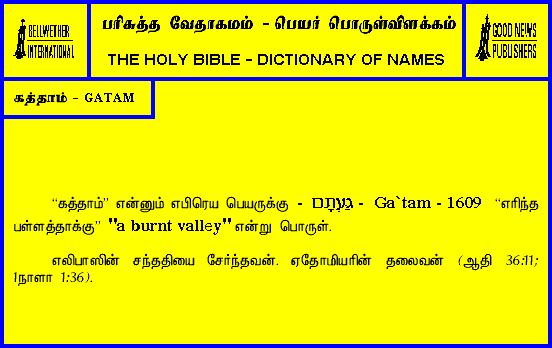 BELLWETHER
INTERNATIONAL
பரிசுத்த வேதாகமம் - பெயர் பொருள்விளக்கம்
THE HOLY BIBLE - DICTIONARY OF NAMES
GOOD NEWS
PUBLISHERS
கத்தாம் - GATAM
“கத்தாம்” என்னும் எபிரெய பெயருக்கு - גַּעְתָּם - Ga`tam - 1609 “எரிந்த
பள்ளத்தாக்கு” "a burnt valley" என்று பொருள்.
எலிபாஸின் சந்ததியை சேர்ந்தவன். ஏதோமியரின் தலைவன் (ஆதி 36:11;
1நாளா 1:36).